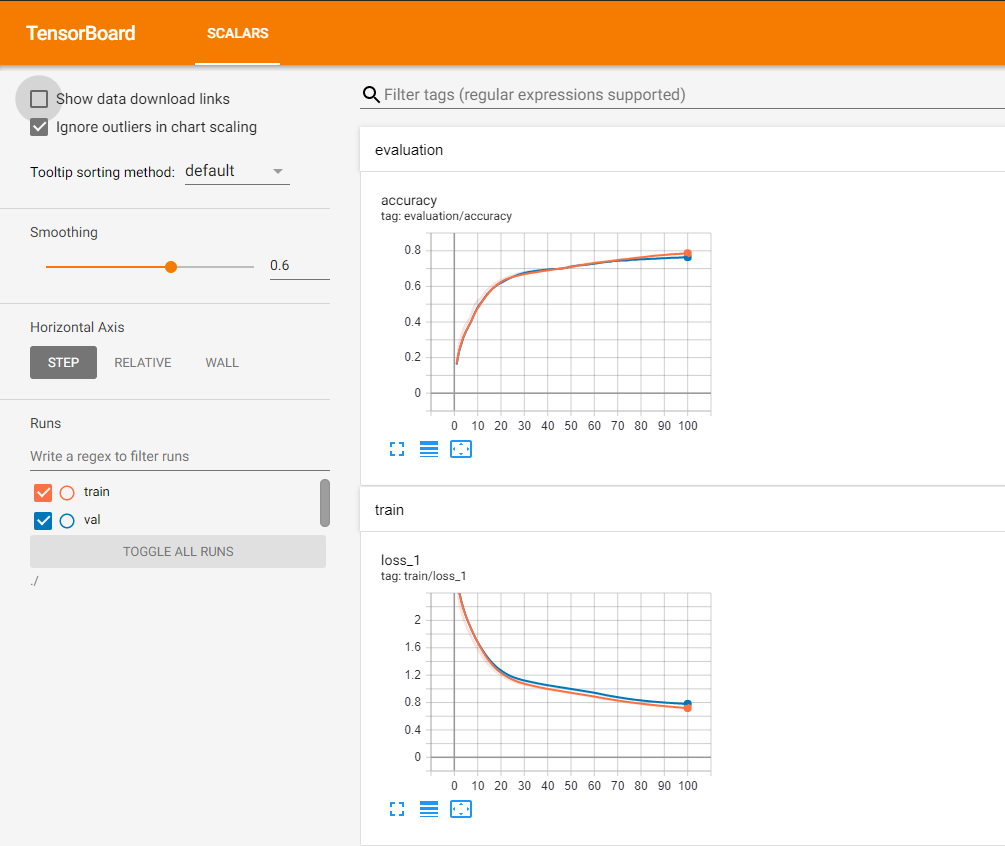 TensorBoard
SCALARS
Show data download links
Ignore outliers in chart scaling
Tooltip sorting method: default
Smoothing
0.6
Horizontal Axis
STEP RELATIVE WALL
Runs
Write a regex to filter runs
train
val
TOGGLE ALL RUNS
./
Filter tags (regular expressions supported)
evaluation
accuracy
tag: evaluation/accuracy
0.8
0.6
0.4
0.2
0
0 10 20 30 40 50 60 70 80 90 100
train
loss_1
tag: train/loss_1
2
1.6
1.2
0.8
0.4
0
0 10 20 30 40 50 60 70 80 90 100